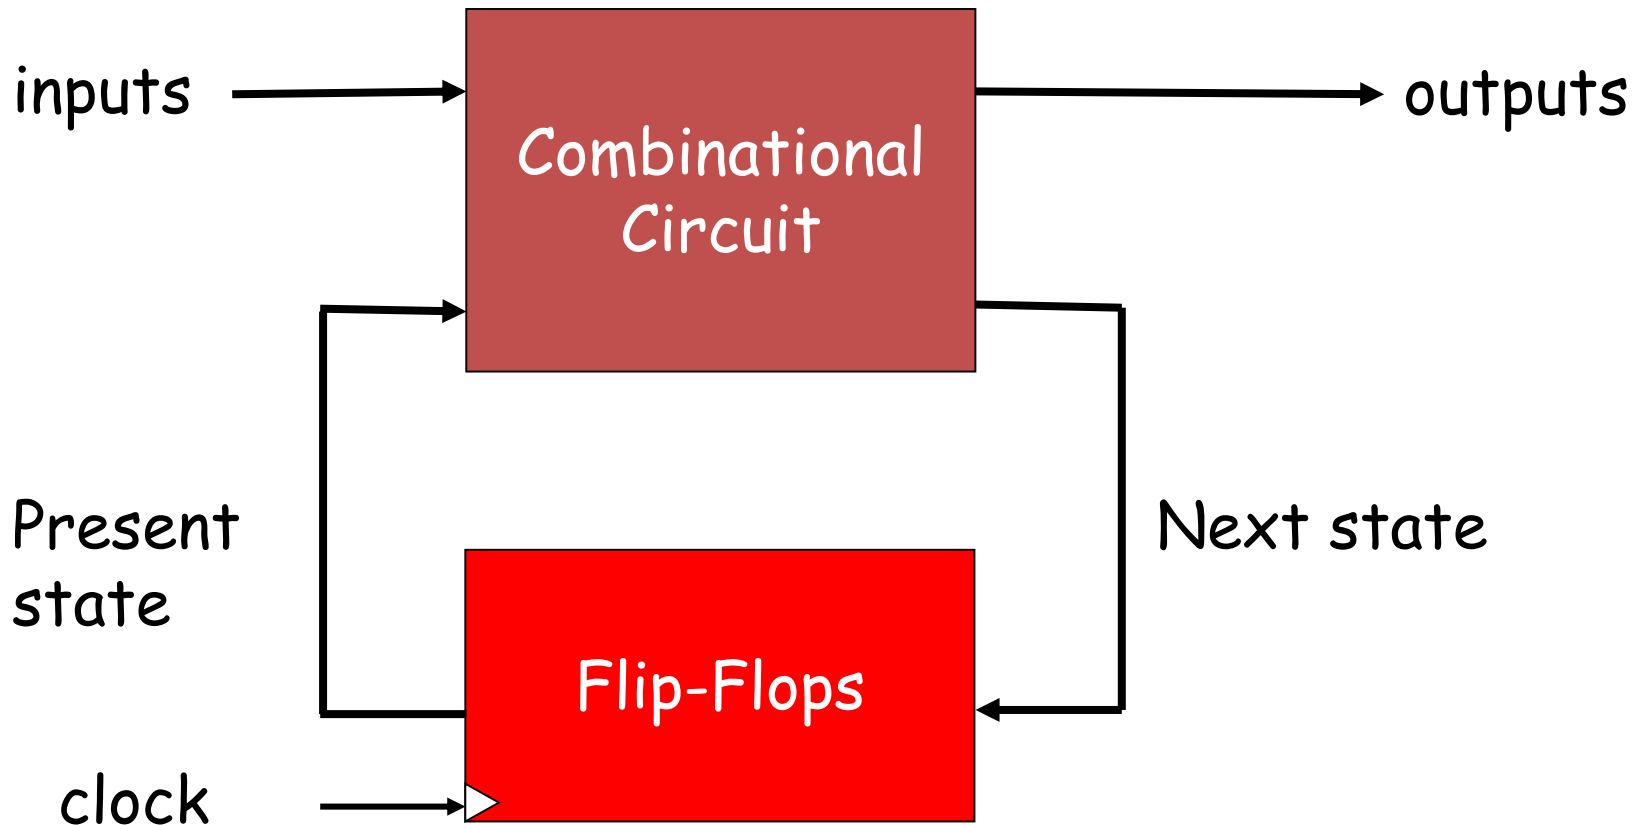 inputs
outputs
Combinational
Circuit
Present
state
Next state
Flip-Flops
clock